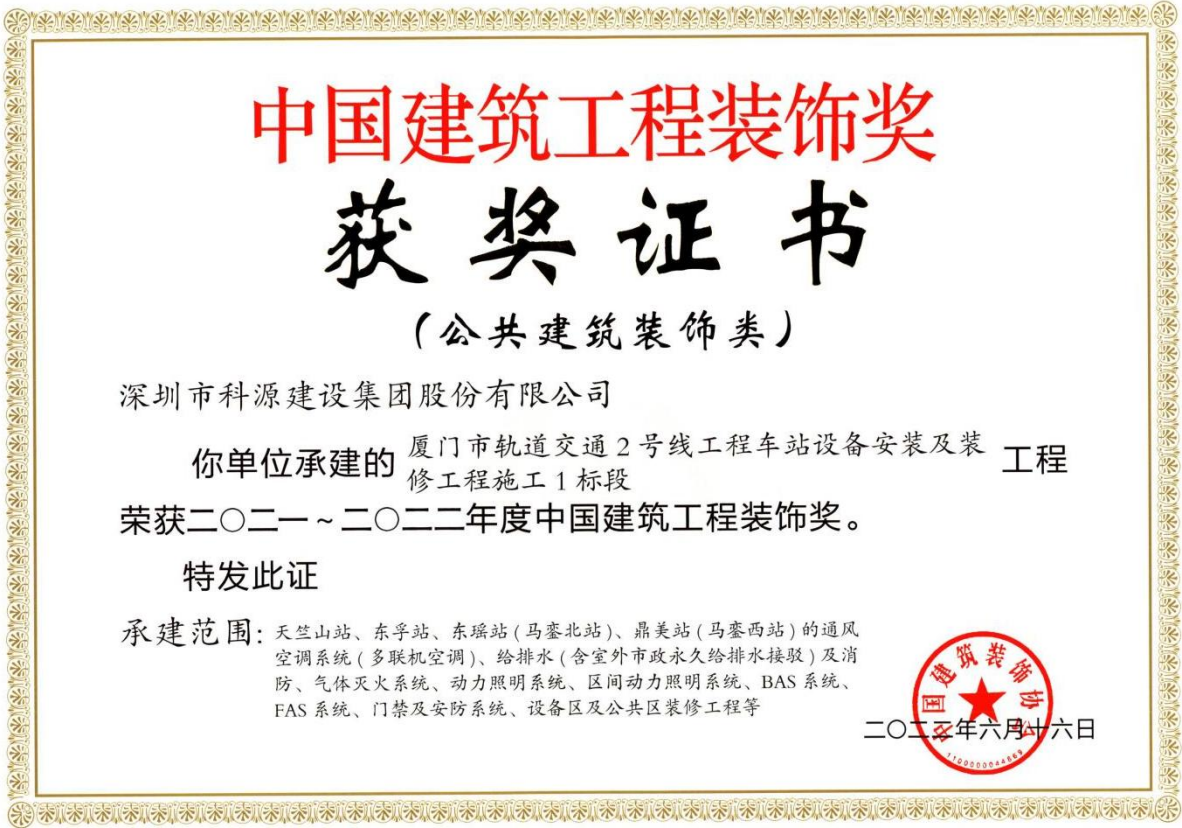 中国建筑工程装饰奖
获奖证书
(公共建筑装饰类)
深圳市科源建设集团股份有限公司
你单位承建的 厦门市轨道交通2号线工程车站设备安装及装
修工程施工1标段 工程
荣获二〇二一~二〇二二年度中国建筑工程装饰奖。
特发此证
承建范围: 天竺山站、东孚站、东瑶站(马銮北站)、鼎美站(马銮西站)的通风
空调系统(多联机空调)、给排水(含室外市政永久给排水接驳)及消
防、气体灭火系统、动力照明系统、区间动力照明系统、BAS系统、
FAS系统、门禁及安防系统、设备区及公共区装修工程等
中国建筑装饰协会
二〇二三年六月十六日
1100000044869